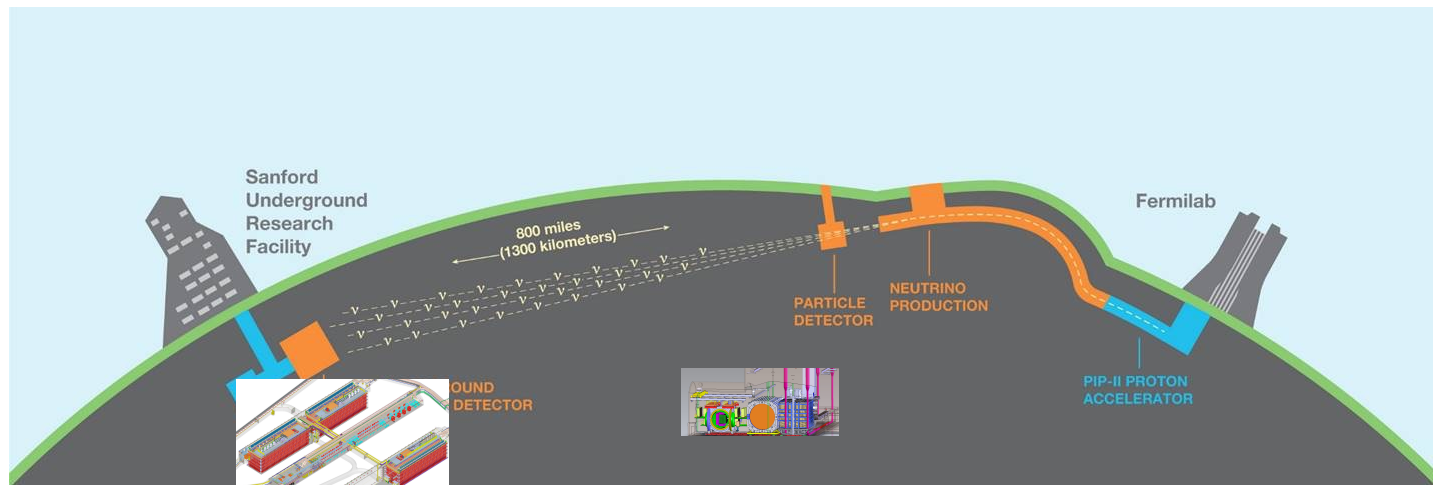 Sanford
Underground
Research
Facility
800 miles
(1300 kilometers)
ν ν ν ν ν ν ν ν ν
ν ν ν ν ν ν ν ν ν
ν ν ν ν ν ν ν ν ν
ν ν ν ν ν ν ν ν ν
PARTICLE
DETECTOR
NEUTRINO
PRODUCTION
Fermilab
PIP-II PROTON
ACCELERATOR
OUND
DETECTOR